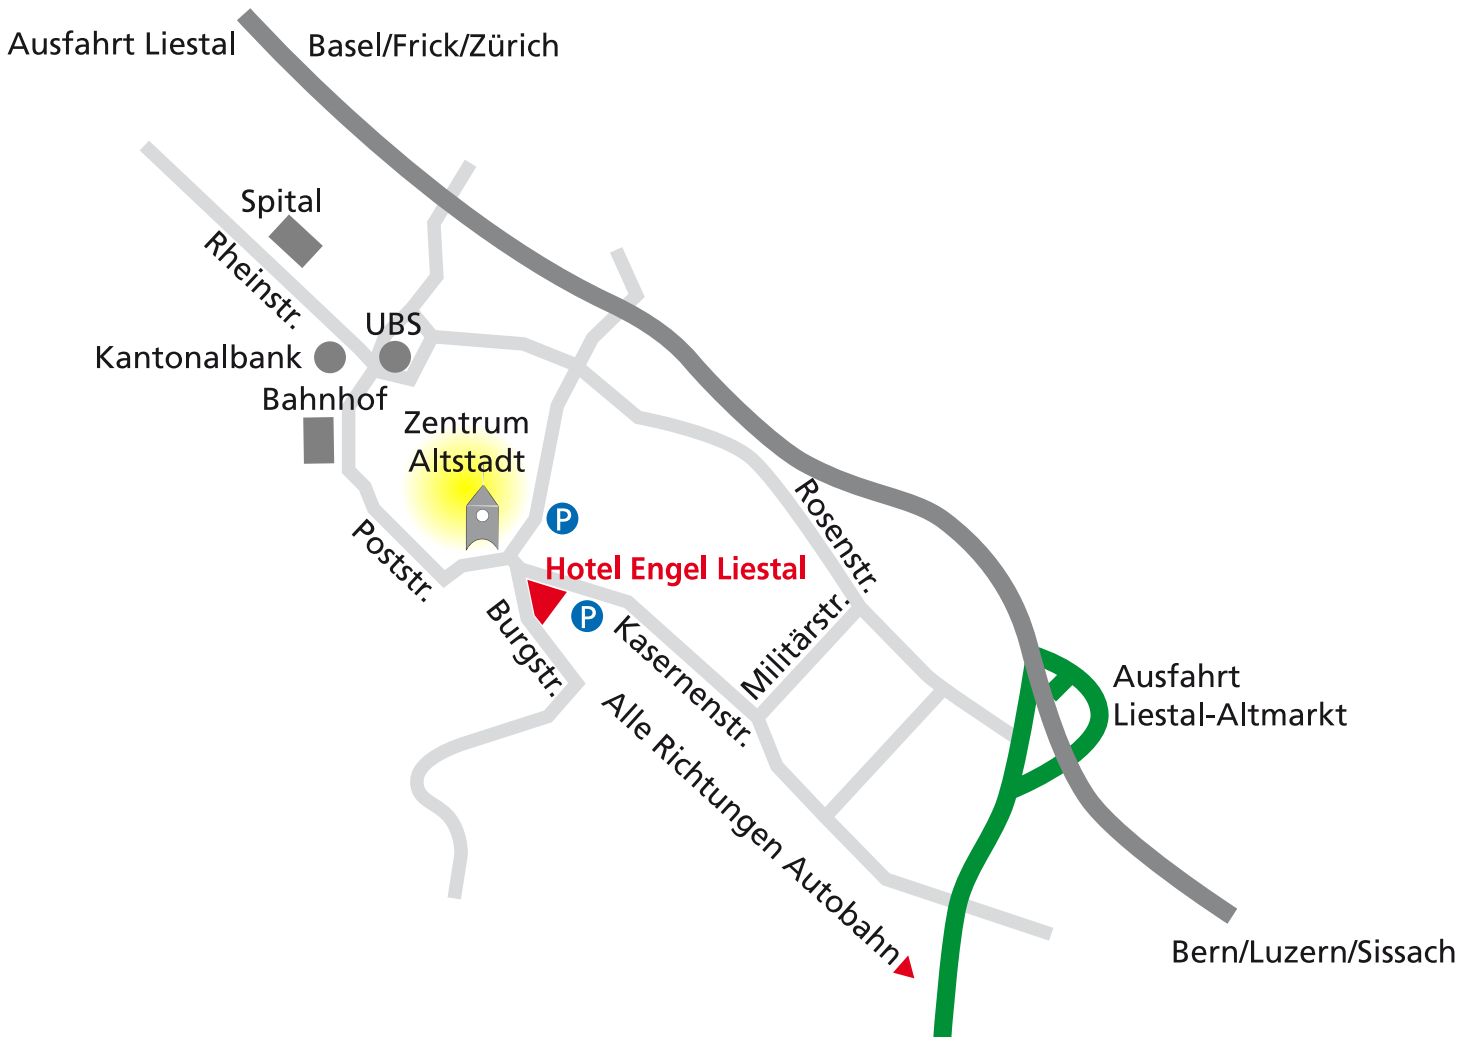 Ausfahrt Liestal
Basel/Frick/Zürich
Spital
Rheinstr.
UBS
Kantonalbank
Bahnhof
Zentrum
Altstadt
P
Rosenstr.
Poststr.
Hotel Engel Liestal
P
Burgstr.
Kasernenstr.
Militärstr.
Ausfahrt
Liestal-Altmarkt
Alle Richtungen Autobahn
Bern/Luzern/Sissach